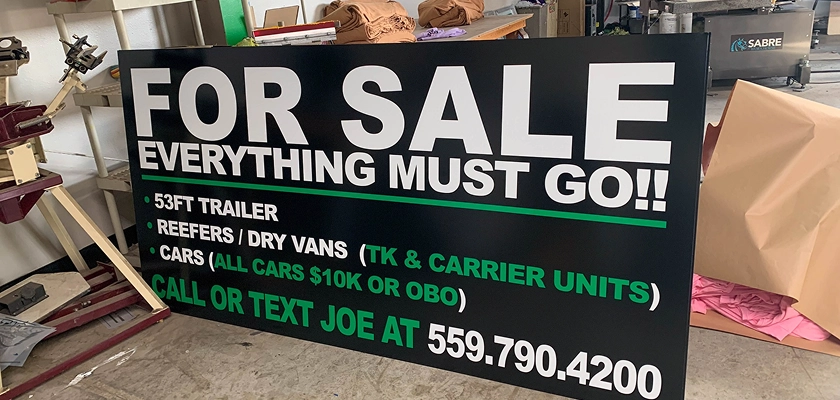 SABRE
FOR SALE
EVERYTHING MUST GO!!
• 53FT TRAILER
• REEFERS / DRY VANS (TK & CARRIER UNITS)
• CARS (ALL CARS $10K OR OBO)
CALL OR TEXT JOE AT 559.790.4200